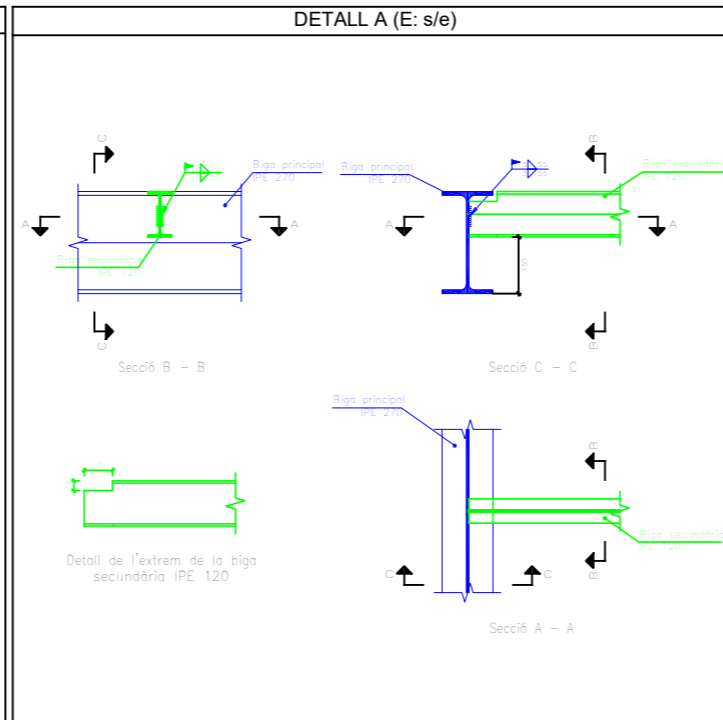 DETALL A (E: s/e)
C
Biga principal
IPE 270
A
A
Biga secundària
IPE 120
C
Secció B - B
Biga principal
IPE 270
B
Biga secundària
IPE 120
A
A
B
Secció C - C
Detall de l'extrem de la biga
secundària IPE 120
Biga principal
IPE 270
B
Biga secundària
IPE 120
B
C
C
Secció A - A